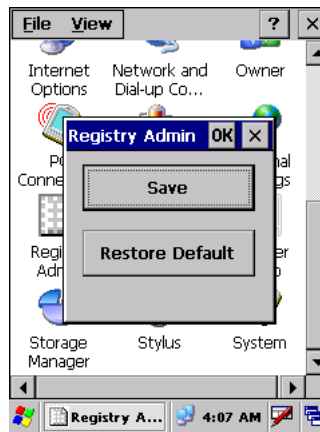 File View ? ×
Internet Options
Network and Dial-up Co...
Owner
Registry Admin OK ×
Save
Restore Default
Storage Manager
Stylus
System
Registry A... 4:07 AM